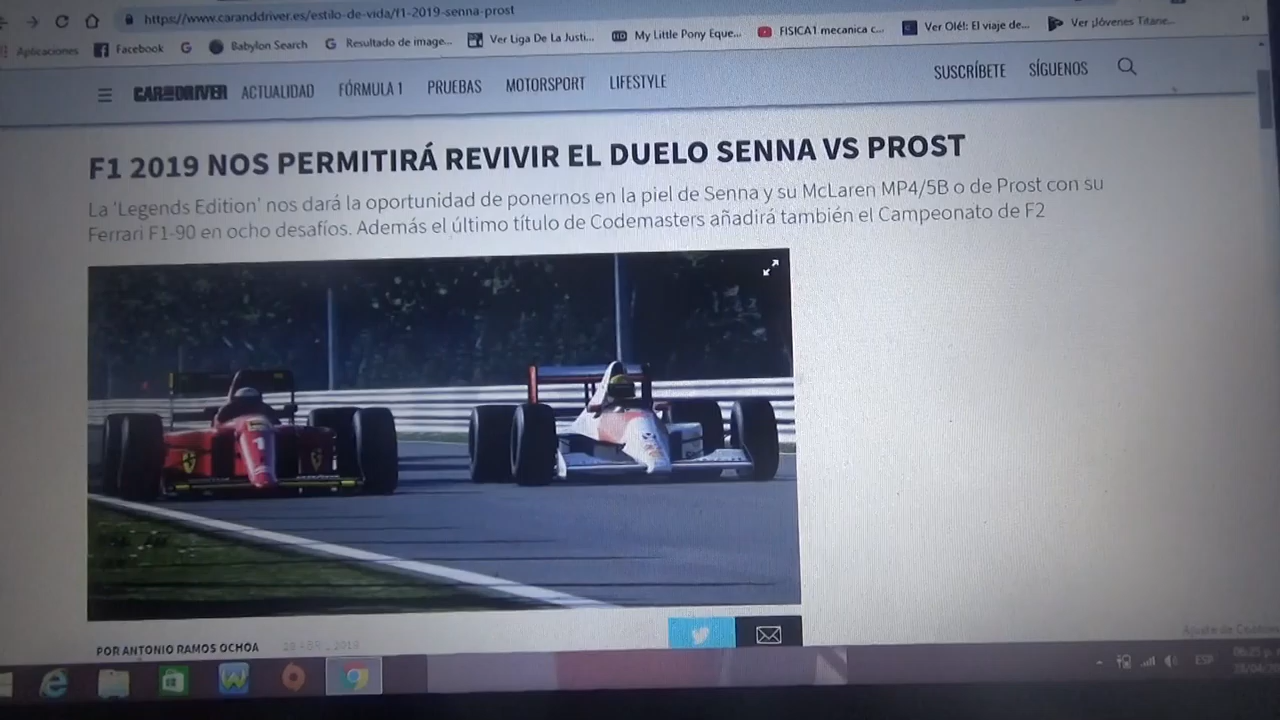 https://www.caranddriver.es/estilo-de-vida/f1-2019-senna-prost
Aplicaciones Facebook Babylon Search Resultado de image... Ver Liga De La Justi... My Little Pony Eque... FISICA1 mecanica c... Ver Olé!: El viaje de... Ver ¡Jóvenes Titane...
CAR AND DRIVER ACTUALIDAD FÓRMULA 1 PRUEBAS MOTORSPORT LIFESTYLE SUSCRÍBETE SÍGUENOS
F1 2019 NOS PERMITIRÁ REVIVIR EL DUELO SENNA VS PROST
La 'Legends Edition' nos dará la oportunidad de ponernos en la piel de Senna y su McLaren MP4/5B o de Prost con su
Ferrari F1-90 en ocho desafíos. Además el último título de Codemasters añadirá también el Campeonato de F2
1
POR ANTONIO RAMOS OCHOA
Ajuste de
ESP